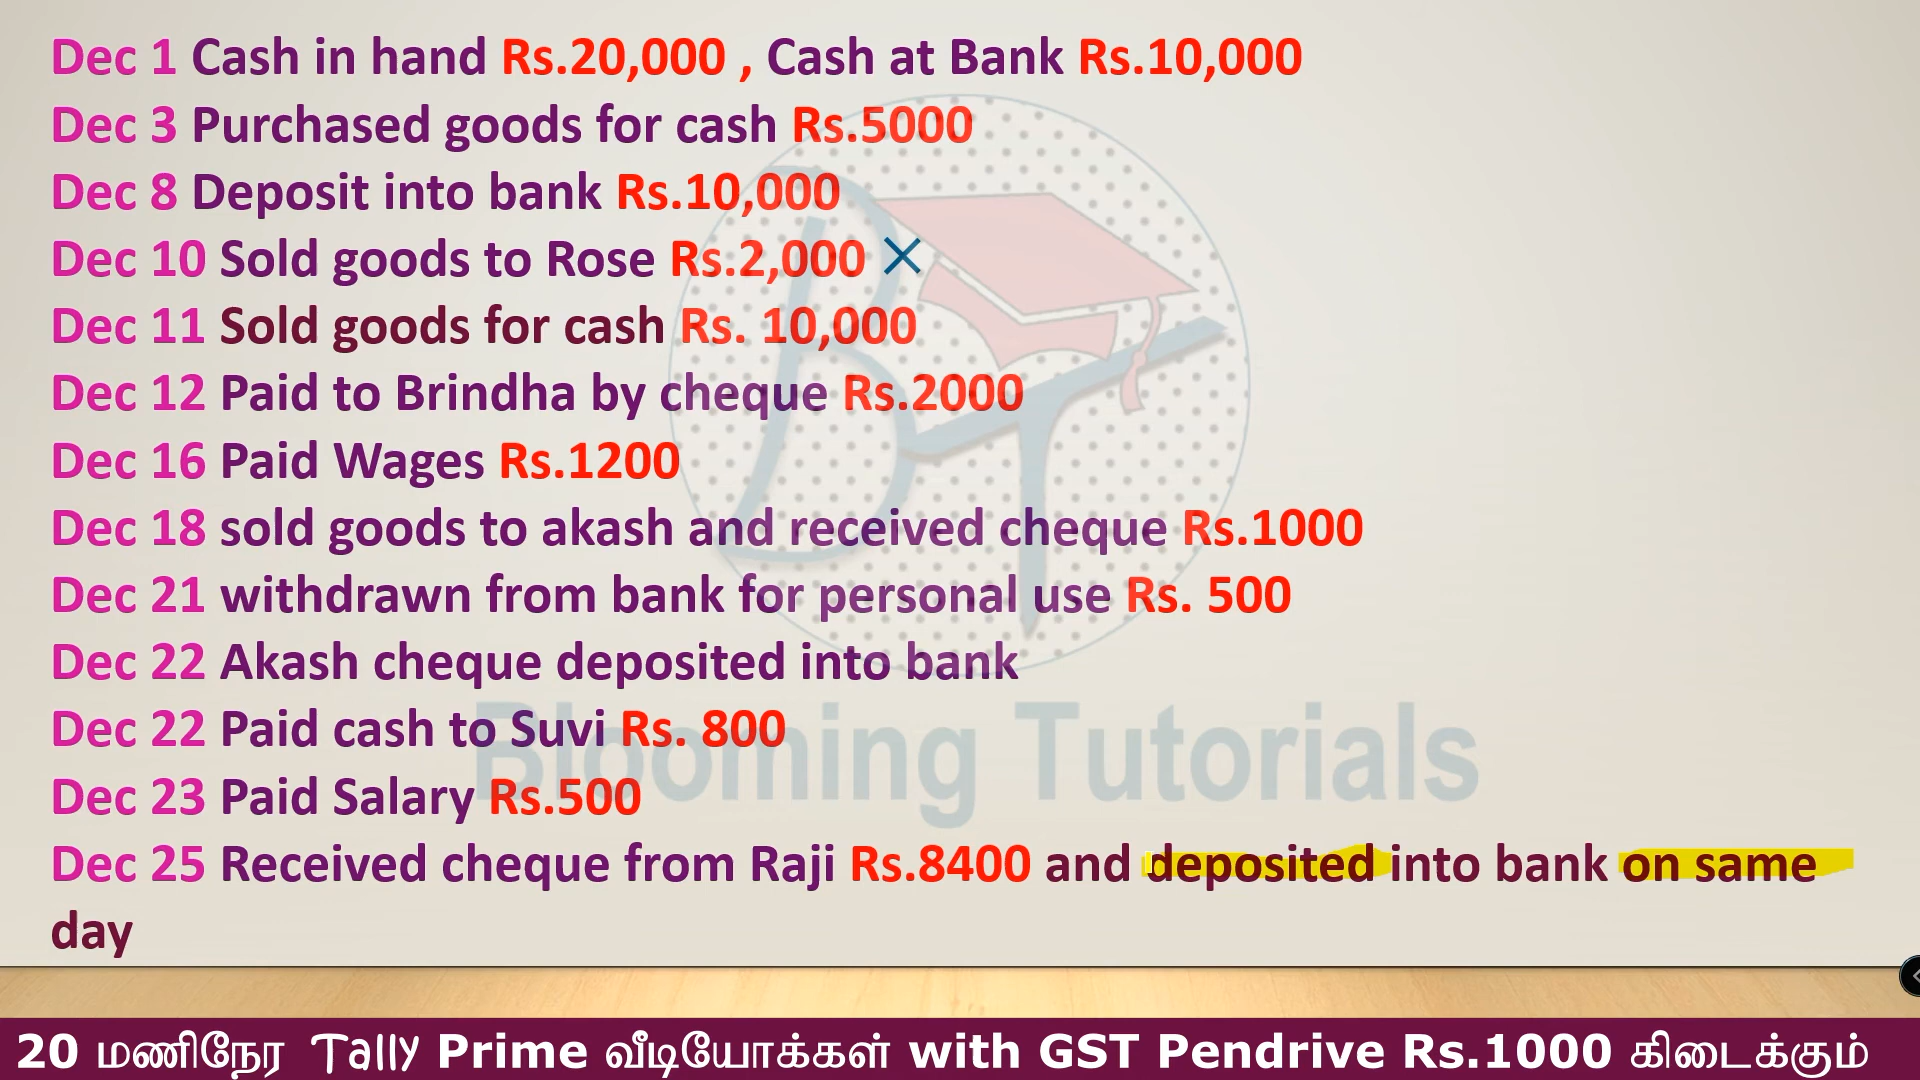 Dec 1 Cash in hand Rs.20,000 , Cash at Bank Rs.10,000
Dec 3 Purchased goods for cash Rs.5000
Dec 8 Deposit into bank Rs.10,000
Dec 10 Sold goods to Rose Rs.2,000 ×
Dec 11 Sold goods for cash Rs. 10,000
Dec 12 Paid to Brindha by cheque Rs.2000
Dec 16 Paid Wages Rs.1200
Dec 18 sold goods to akash and received cheque Rs.1000
Dec 21 withdrawn from bank for personal use Rs. 500
Dec 22 Akash cheque deposited into bank
Dec 22 Paid cash to Suvi Rs. 800
Blooming Tutorials
Dec 23 Paid Salary Rs.500
Dec 25 Received cheque from Raji Rs.8400 and deposited into bank on same
day
20 மணிநேர Tally Prime வீடியோக்கள் with GST Pendrive Rs.1000 கிடைக்கும்